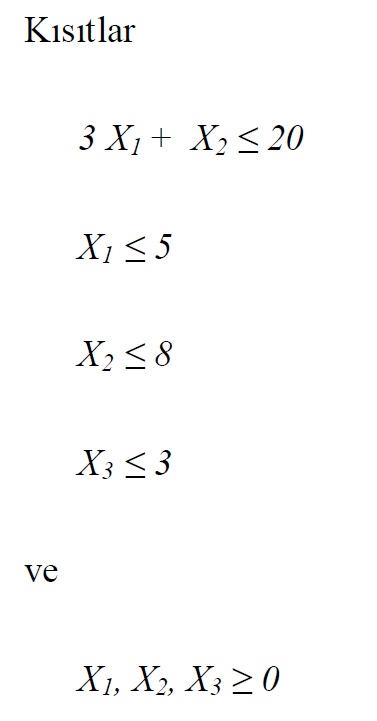 Kısıtlar
3 X₁ + X₂ ≤ 20
X₁ ≤ 5
X₂ ≤ 8
X₃ ≤ 3
ve
X₁, X₂, X₃ ≥ 0